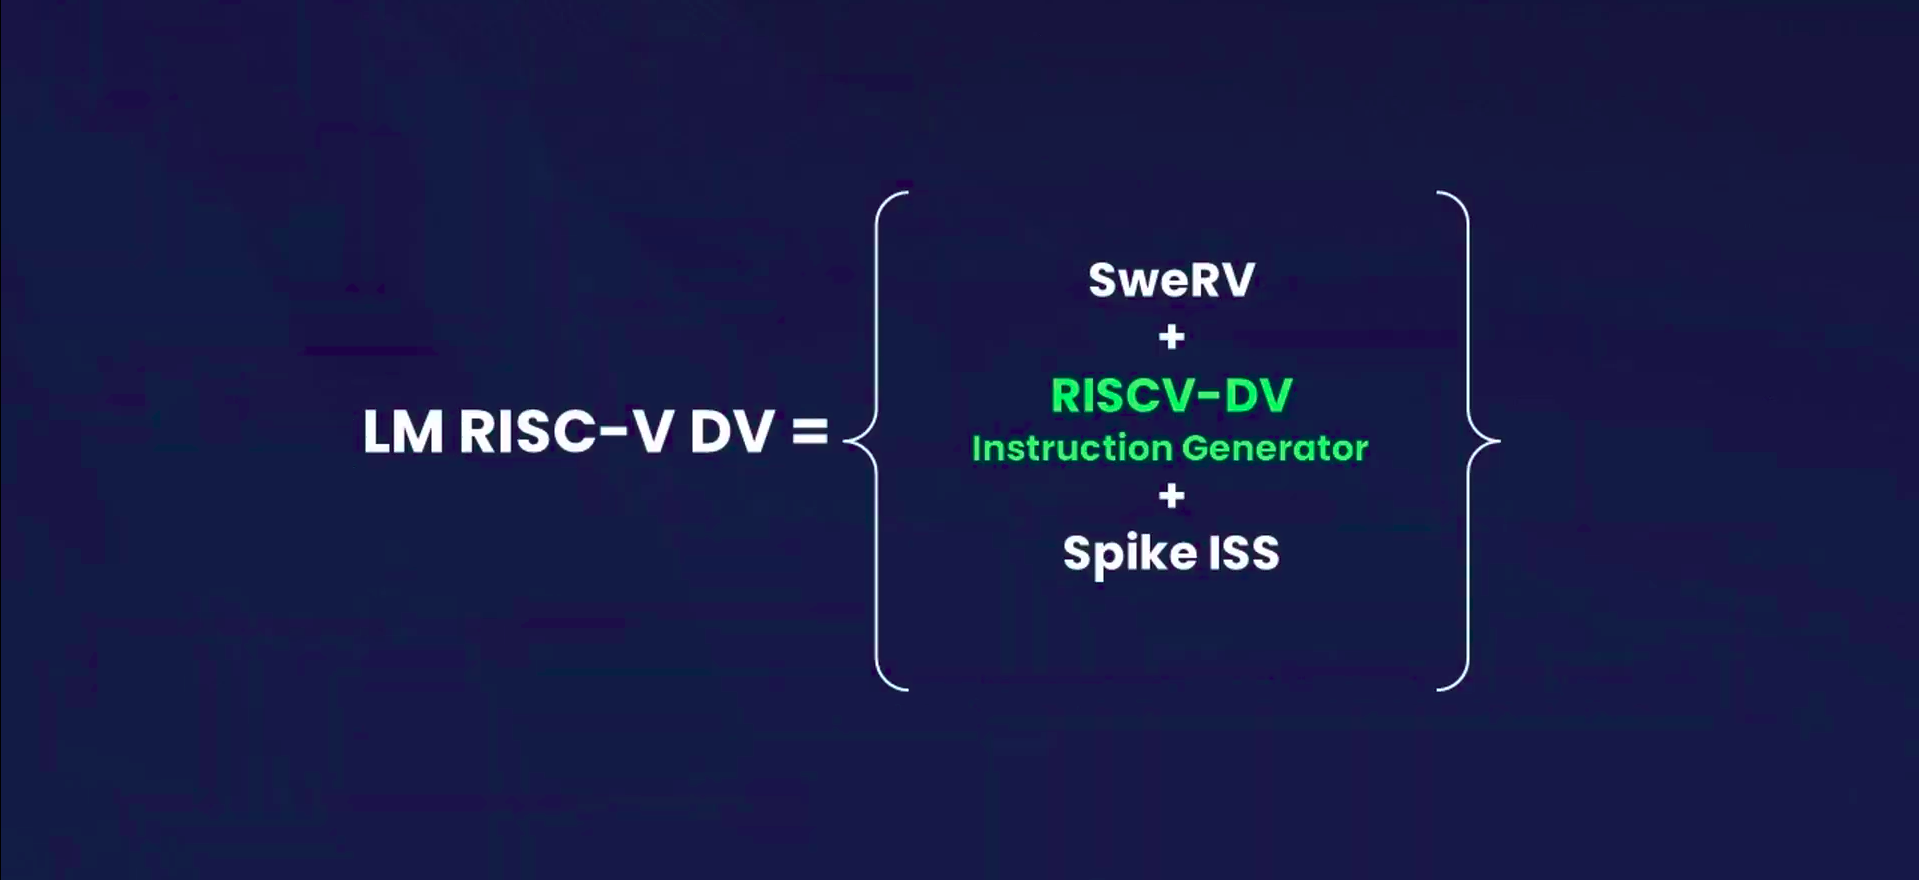 LM RISC-V DV =
SweRV
+
RISCV-DV
Instruction Generator
+
Spike ISS